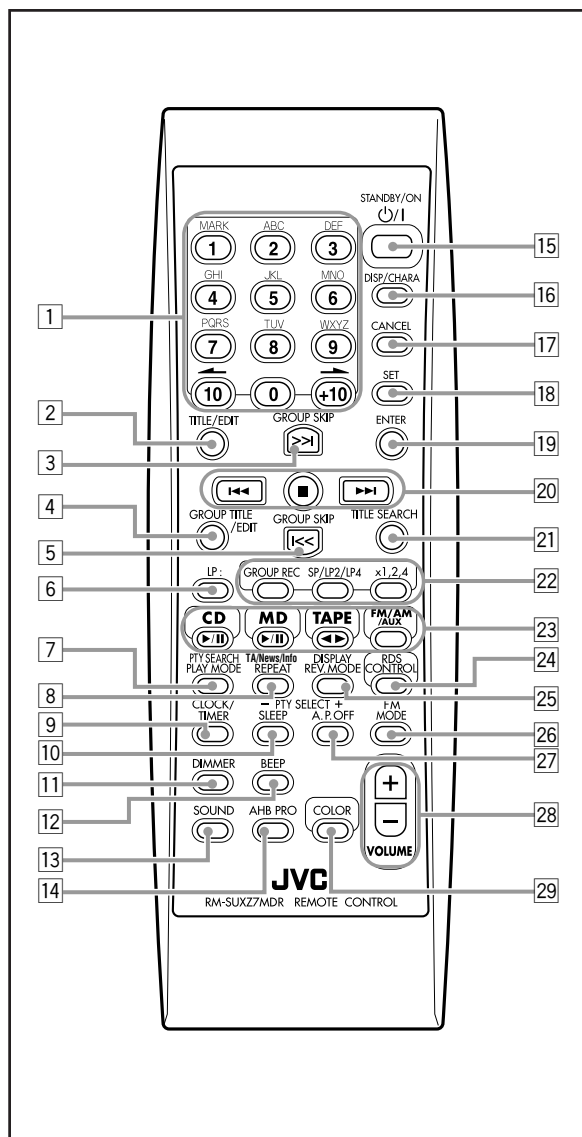 STANDBY/ON
⏻/I
MARK ABC DEF
1 2 3
15
DISP/CHARA
16
GHI JKL MNO
4 5 6
1
CANCEL
17
PQRS TUV WXYZ
7 8 9
SET
18
10 0 +10
TITLE/EDIT GROUP SKIP ENTER
2 >>I 19
3
I◀◀ ■ ▶▶I 20
4 GROUP TITLE /EDIT GROUP SKIP TITLE SEARCH
5 I<< 21
LP: GROUP REC SP/LP2/LP4 x1,2,4
6 22
CD MD TAPE FM/AM /AUX
▶/II ▶/II ◀▶ 23
7 PTY SEARCH PLAY MODE TA/News/Info REPEAT DISPLAY REV. MODE RDS CONTROL 24
8 25
9 CLOCK/ TIMER – PTY SELECT + SLEEP A.P.OFF FM MODE
10 26
27
DIMMER BEEP
11
12
+
–
VOLUME
28
SOUND AHB PRO COLOR
13
14
29
JVC
RM-SUXZ7MDR REMOTE CONTROL